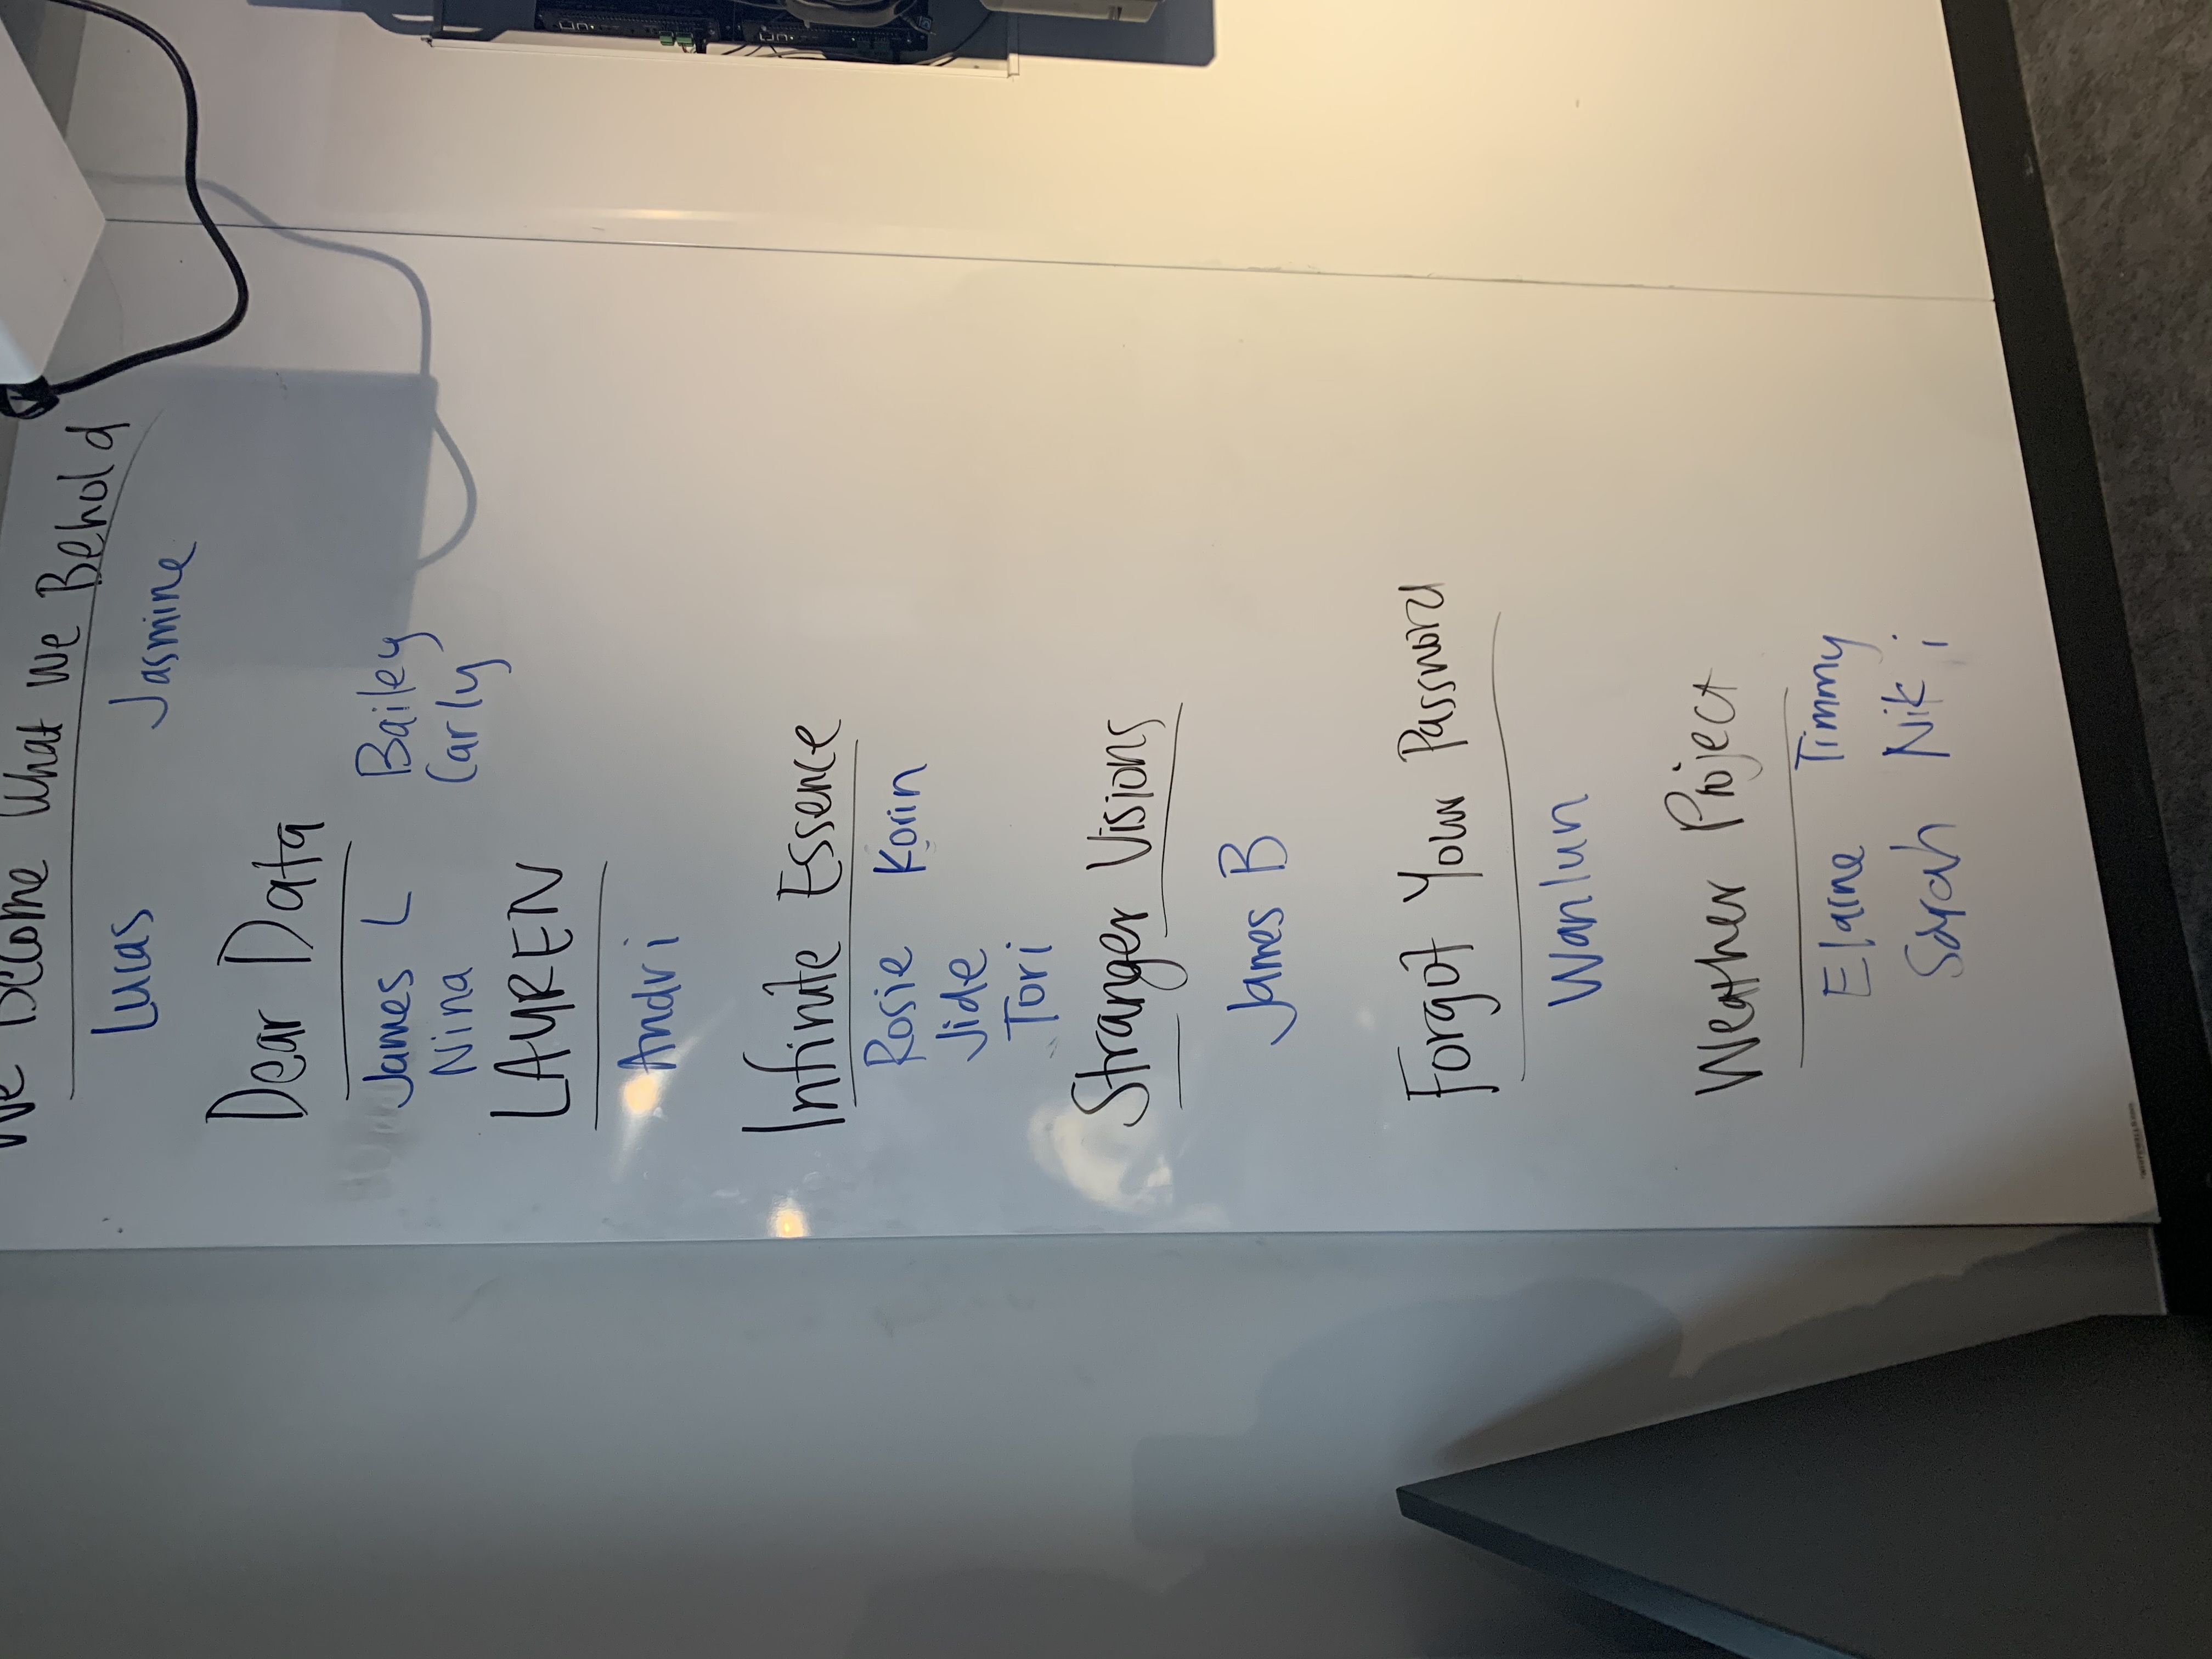 We Become What We Behold
Lucas Jasmine
Dear Data
James L Bailey
Nina Carly
LAUREN
Andri
Infinite Essence
Rosie Korin
Jide
Tori
Stranger Visions
James B
Forgot Your Password
Wanlun
Weather Project
Elaine Timmy
Sarah Niki